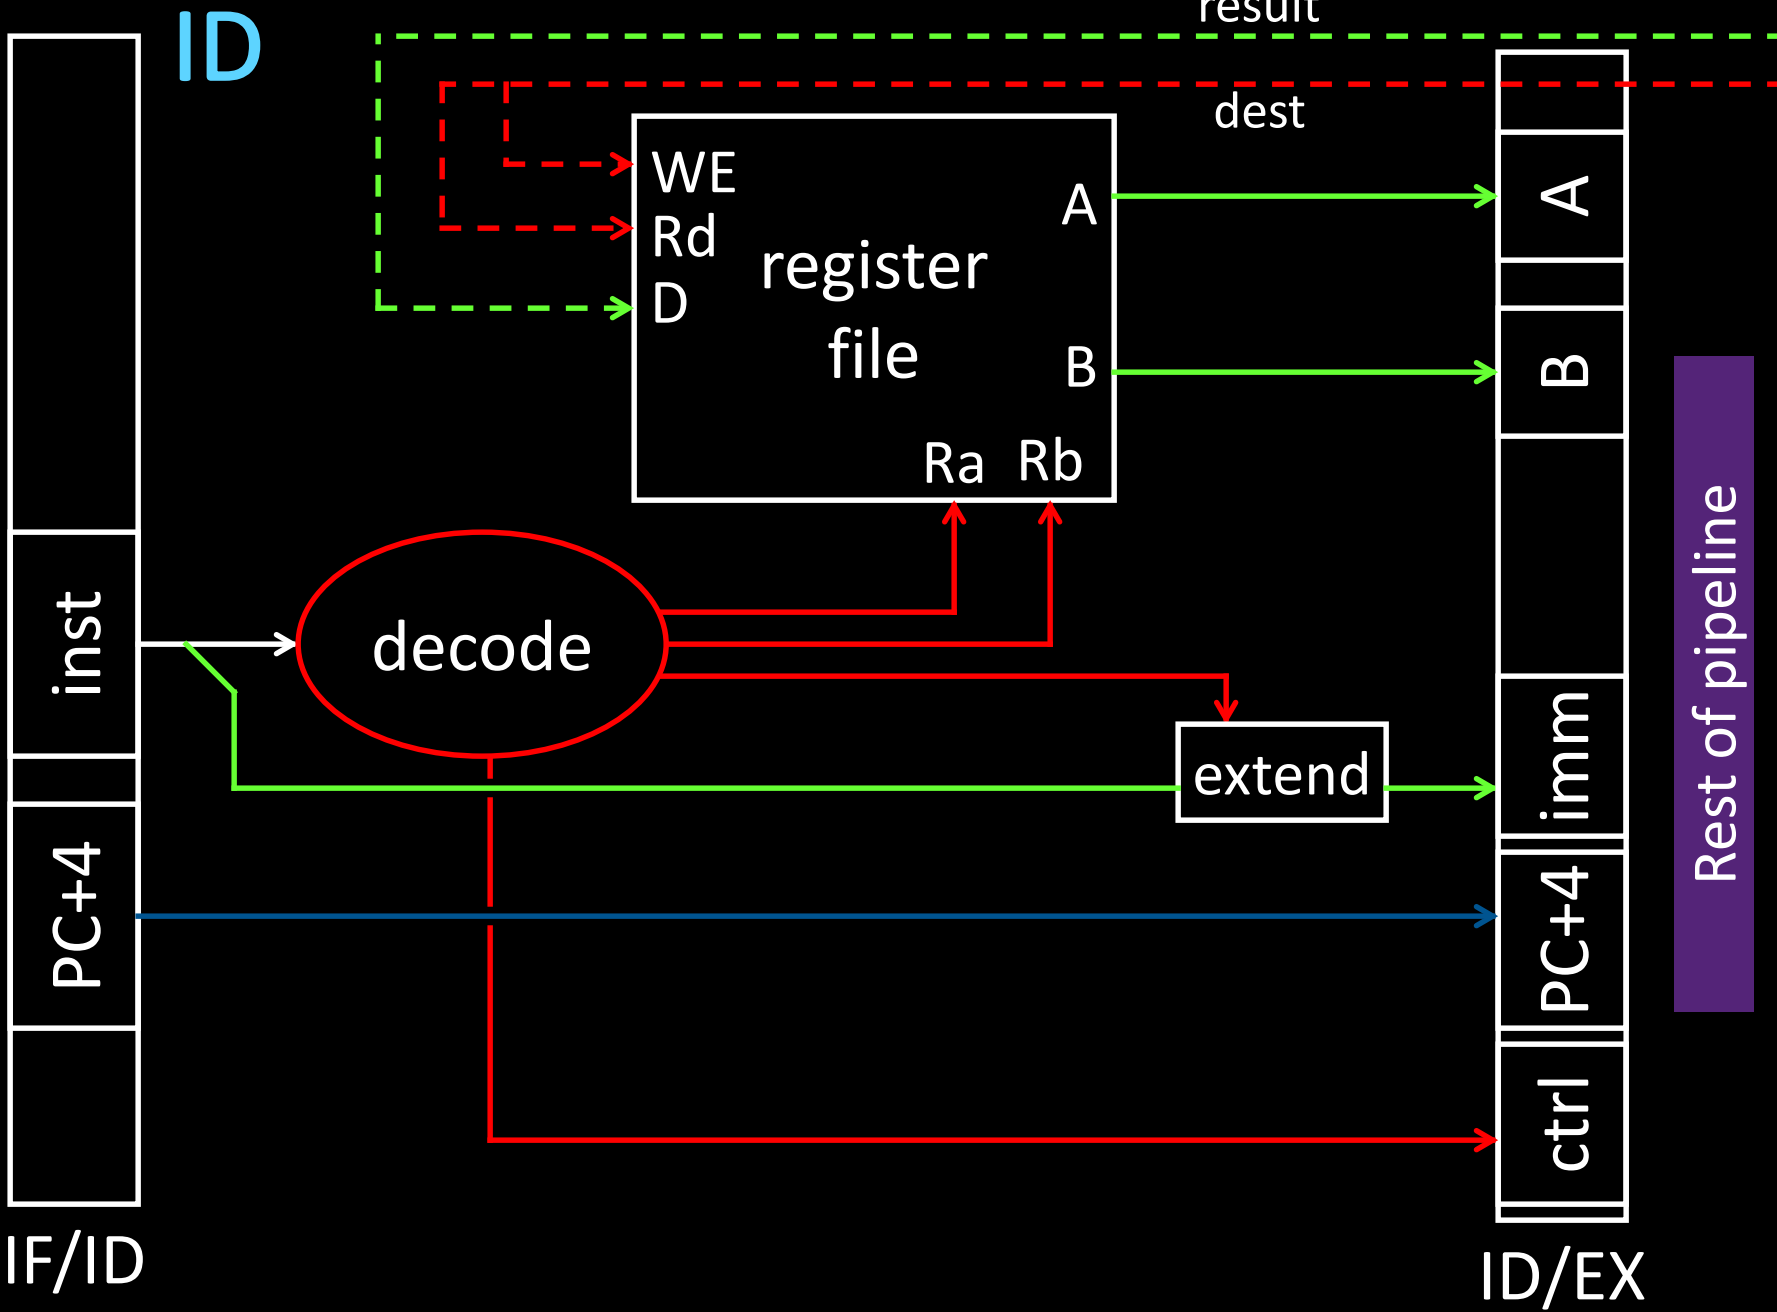 result
ID
dest
WE
Rd
D
register
file
A
B
Ra
Rb
A
B
inst
decode
extend
imm
PC+4
PC+4
ctrl
Rest of pipeline
IF/ID
ID/EX